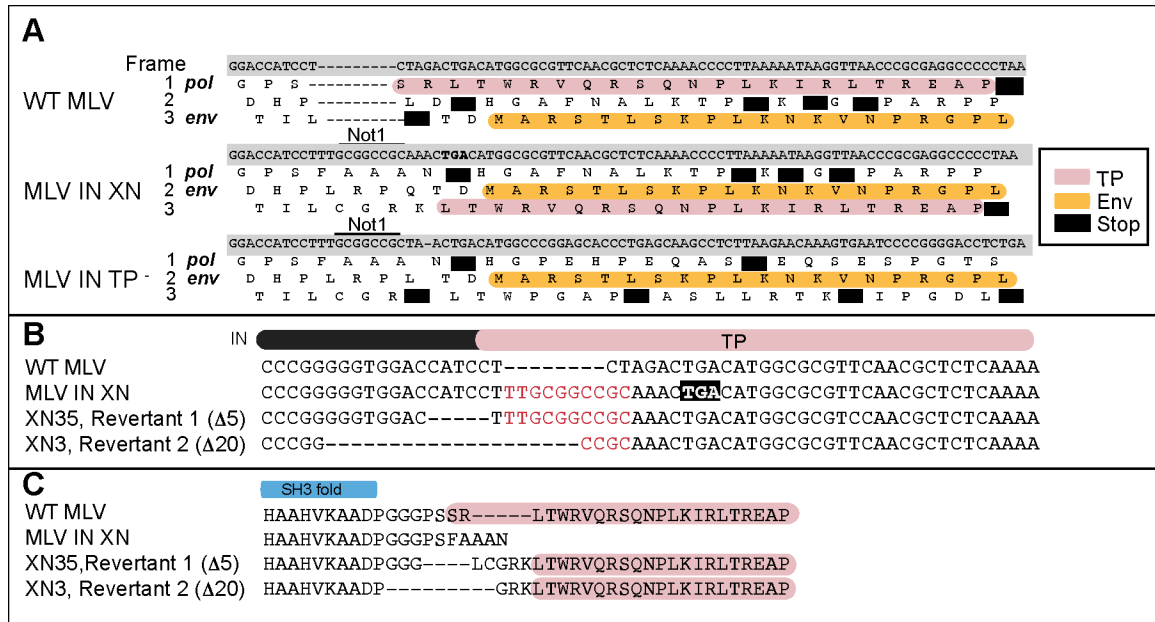 A
Frame
GGACCATCCT---------CTAGACTGACATGGCGCGTTCAACGCTCTCAAAACCCCTTAAAAATAAGGTTAACCCGCGAGGCCCCCTAA
WT MLV
1 pol G P S -------- S R L T W R V Q R S Q N P L K I R L T R E A P
2 D H P --------- L D H G A F N A L K T P P A R P P
3 env T I L -------- T D M A R S T L S K P L K N K V N P R G P L
Not1
GGACCATCCTTTGCGGCCGCAAACTGACATGGCGCGTTCAACGCTCTCAAAACCCCTTAAAAATAAGGTTAACCCGCGAGGCCCCCTAA
MLV IN XN
1 pol G P S F A A A N H G A F N A L K T P P A R P P
2 env D H P L R P Q T D M A R S T L S K P L K N K V N P R G P L
3 T I L C G R K L T W R V Q R S Q N P L K I R L T R E A P
Not1
GGACCATCCTTTGCGGCCGCTA-ACTGACATGGCCCGGAGCACCCTGAGCAAGCCTCTTAAGAACAAAGTGAATCCCCGGGGACCTCTGA
MLV IN TP -
1 pol G P S F A A A N H G P E H P E Q A S E Q S E S P G T S
2 env D H P L R P L T D M A R S T L S K P L K N K V N P R G P L
3 T I L C G R L T W P G A P A S L L R T K I P G D L
TP
Env
Stop
B
IN
TP
WT MLV CCCGGGGGTGGACCATCCT---------CTAGACTGACATGGCGCGTTCAACGCTCTCAAAA
MLV IN XN CCCGGGGGTGGACCATCCTTTGCGGCCGCAAACTGACATGGCGCGTTCAACGCTCTCAAAA
XN35, Revertant 1 (Δ5) CCCGGGGGTGGAC-----TTTGCGGCCGCAAACTGACATGGCGCGTTCAACGCTCTCAAAA
XN3, Revertant 2 (Δ20) CCCGG--------------------CCGCAAACTGACATGGCGCGTTCAACGCTCTCAAAA
C
SH3 fold
WT MLV HAAHVKAADPGGGPSSR-----LTWRVQRSQNPLKIRLTREAP
MLV IN XN HAAHVKAADPGGGPSFAAAN
XN35,Revertant 1 (Δ5) HAAHVKAADPGGG----LCGRKLTWRVQRSQNPLKIRLTREAP
XN3, Revertant 2 (Δ20) HAAHVKAADP---------GRKLTWRVQRSQNPLKIRLTREAP